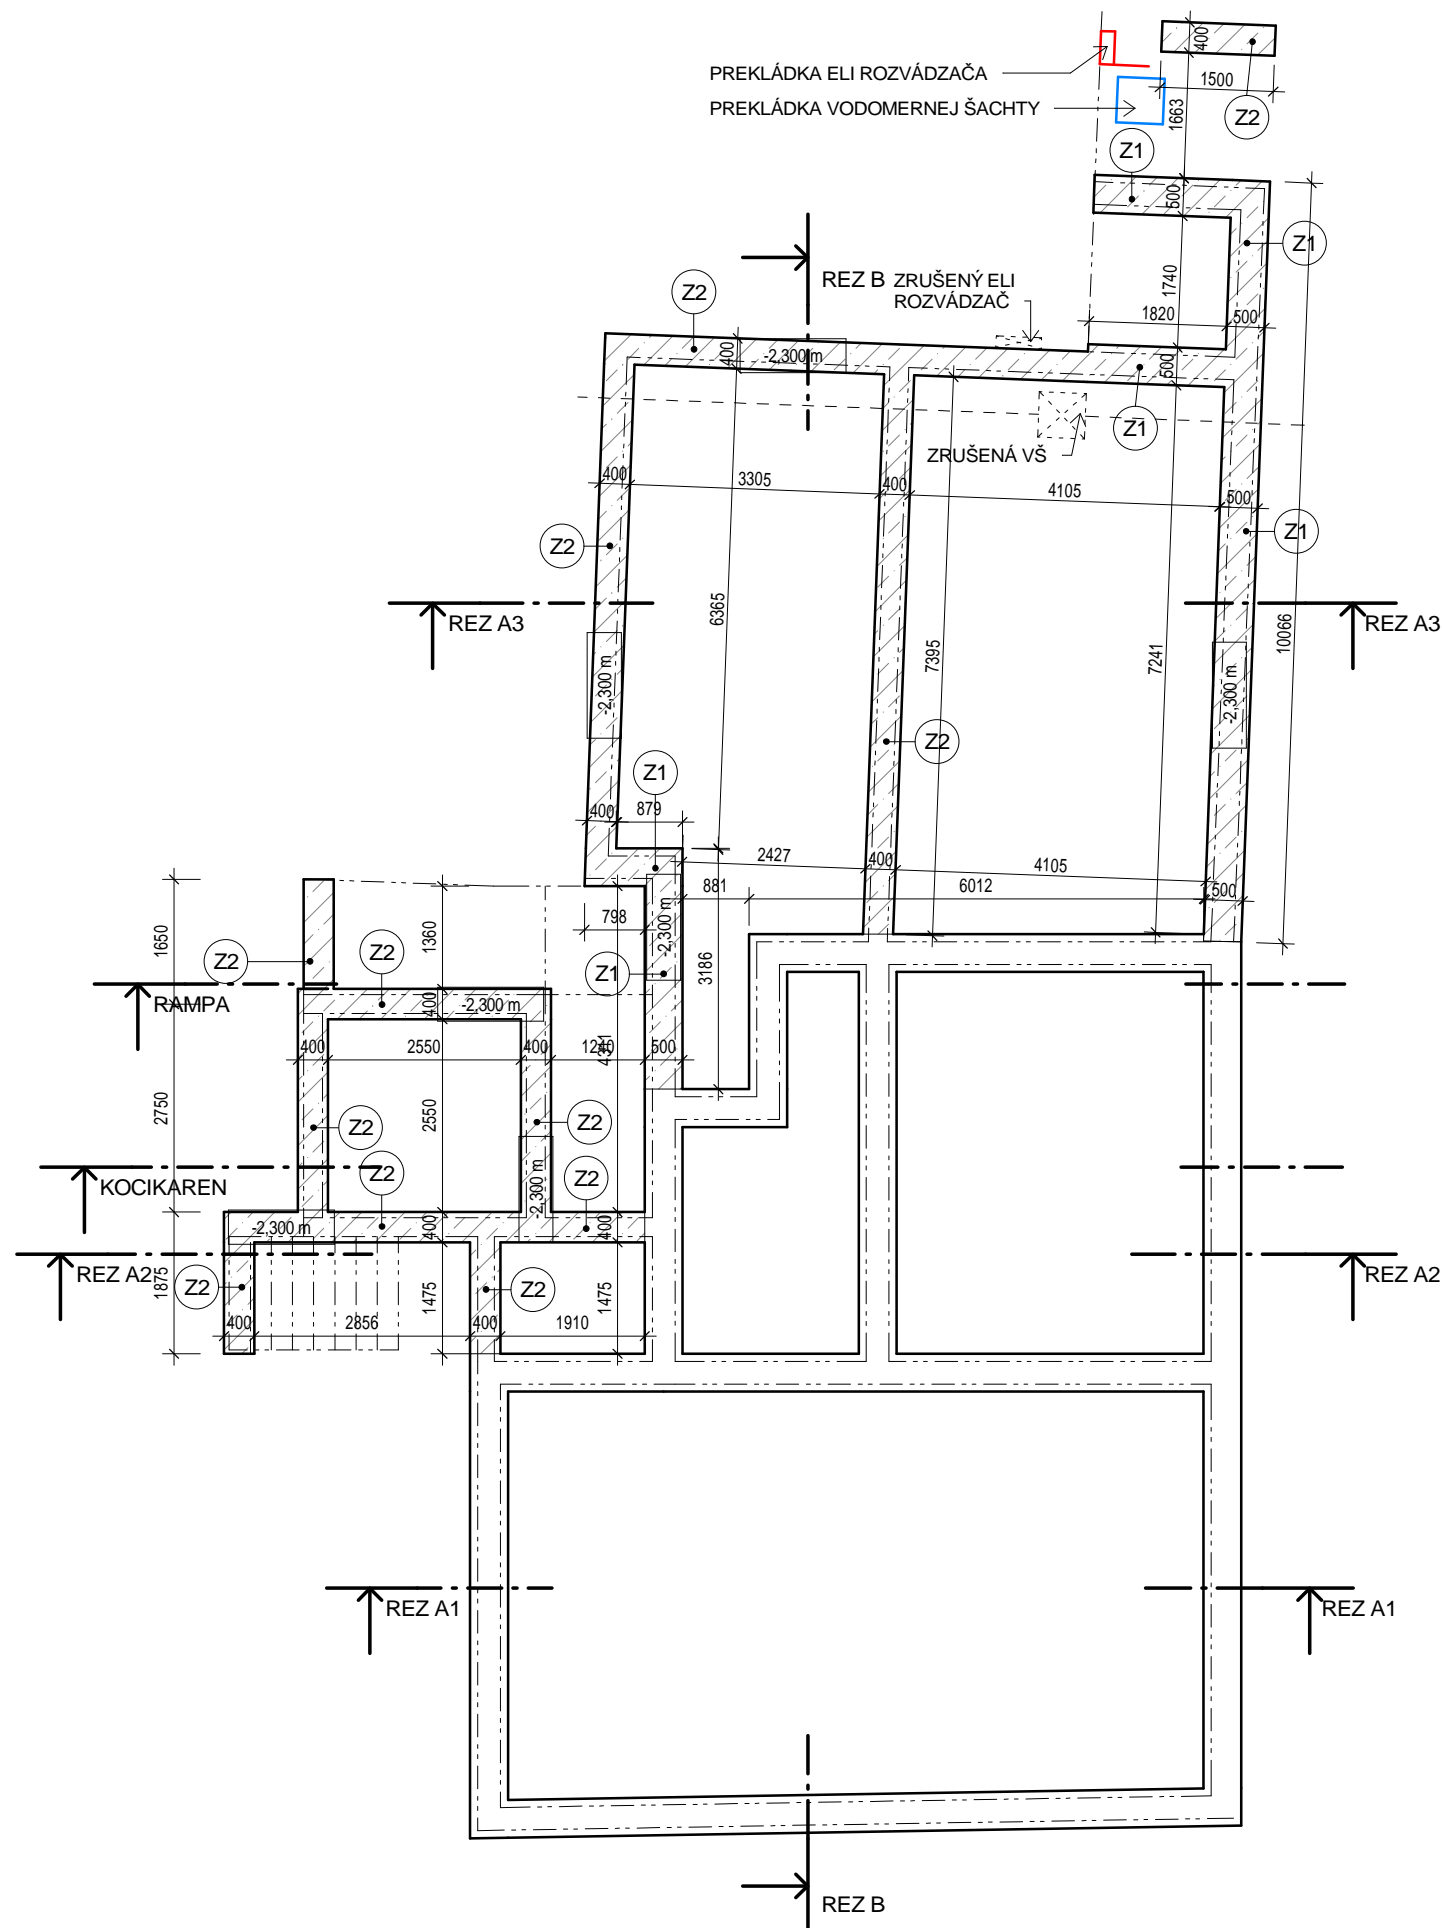 400
Z2
PREKLÁDKA ELI ROZVÁDZAČA
1500
PREKLÁDKA VODOMERNEJ ŠACHTY
1663
Z2
Z1
500
Z1
REZ B
ZRUŠENÝ ELI
ROZVÁDZAČ
1740
Z2
1820
500
400
-2,300 m
500
Z1
ZRUŠENÁ VŠ
400
3305
400
4105
500
Z2
Z1
6365
REZ A3
REZ A3
10066
7395
7241
-2,300 m
-2,300 m
Z2
Z1
400
879
2427
400
4105
881
6012
500
798
-2,300 m
1650
1360
Z2
Z2
Z1
3186
RAMPA
400
-2,300 m
400
2550
400
1240
4311
500
2750
2550
Z2
Z2
KOCIKAREN
Z2
-2,300 m
Z2
-2,300 m
400
400
REZ A2
1875
Z2
1475
Z2
1475
REZ A2
400
2856
400
1910
REZ A1
REZ A1
REZ B